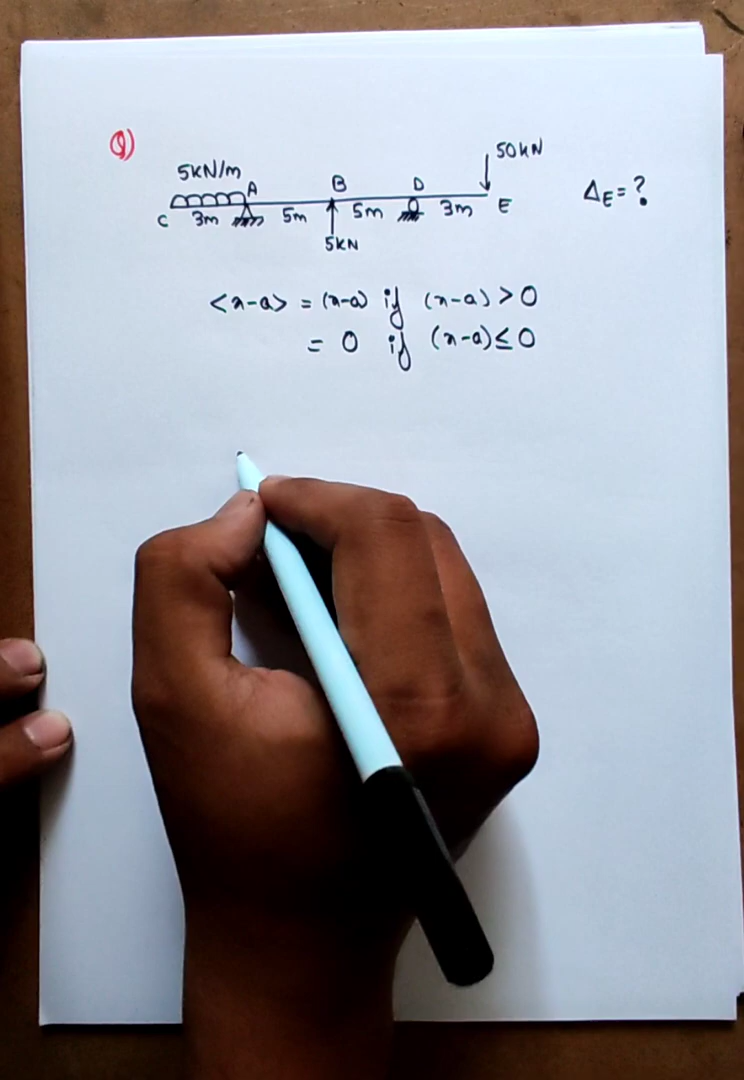 Q)
50kN
5kN/m
A B D
C 3m 5m 5m 3m E
5kN
ΔE = ?
<x-a> = (x-a) if (x-a) > 0
= 0 if (x-a) ≤ 0